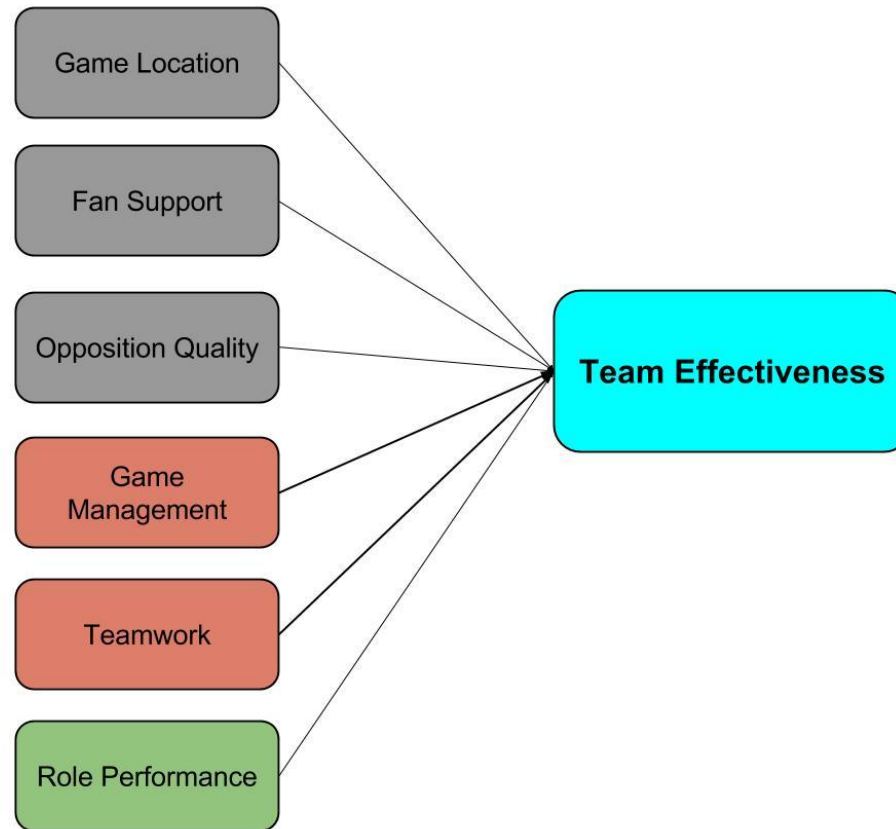 Game Location
Fan Support
Opposition Quality
Game
Management
Teamwork
Role Performance
Team Effectiveness